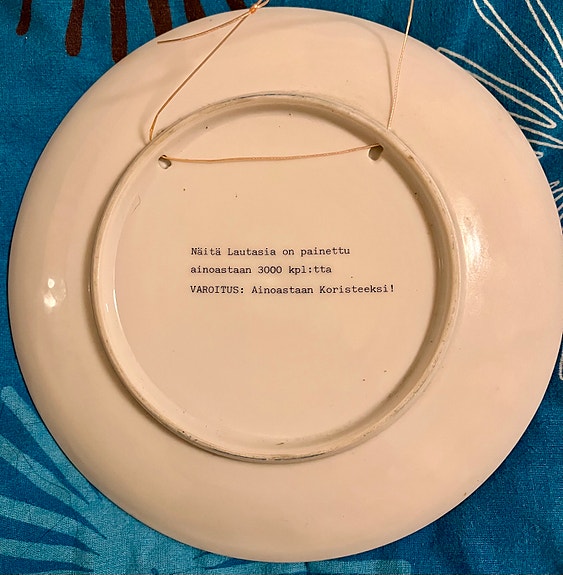 Näitä Lautasia on painettu
ainoastaan 3000 kpl:tta
VAROITUS: Ainoastaan Koristeeksi!